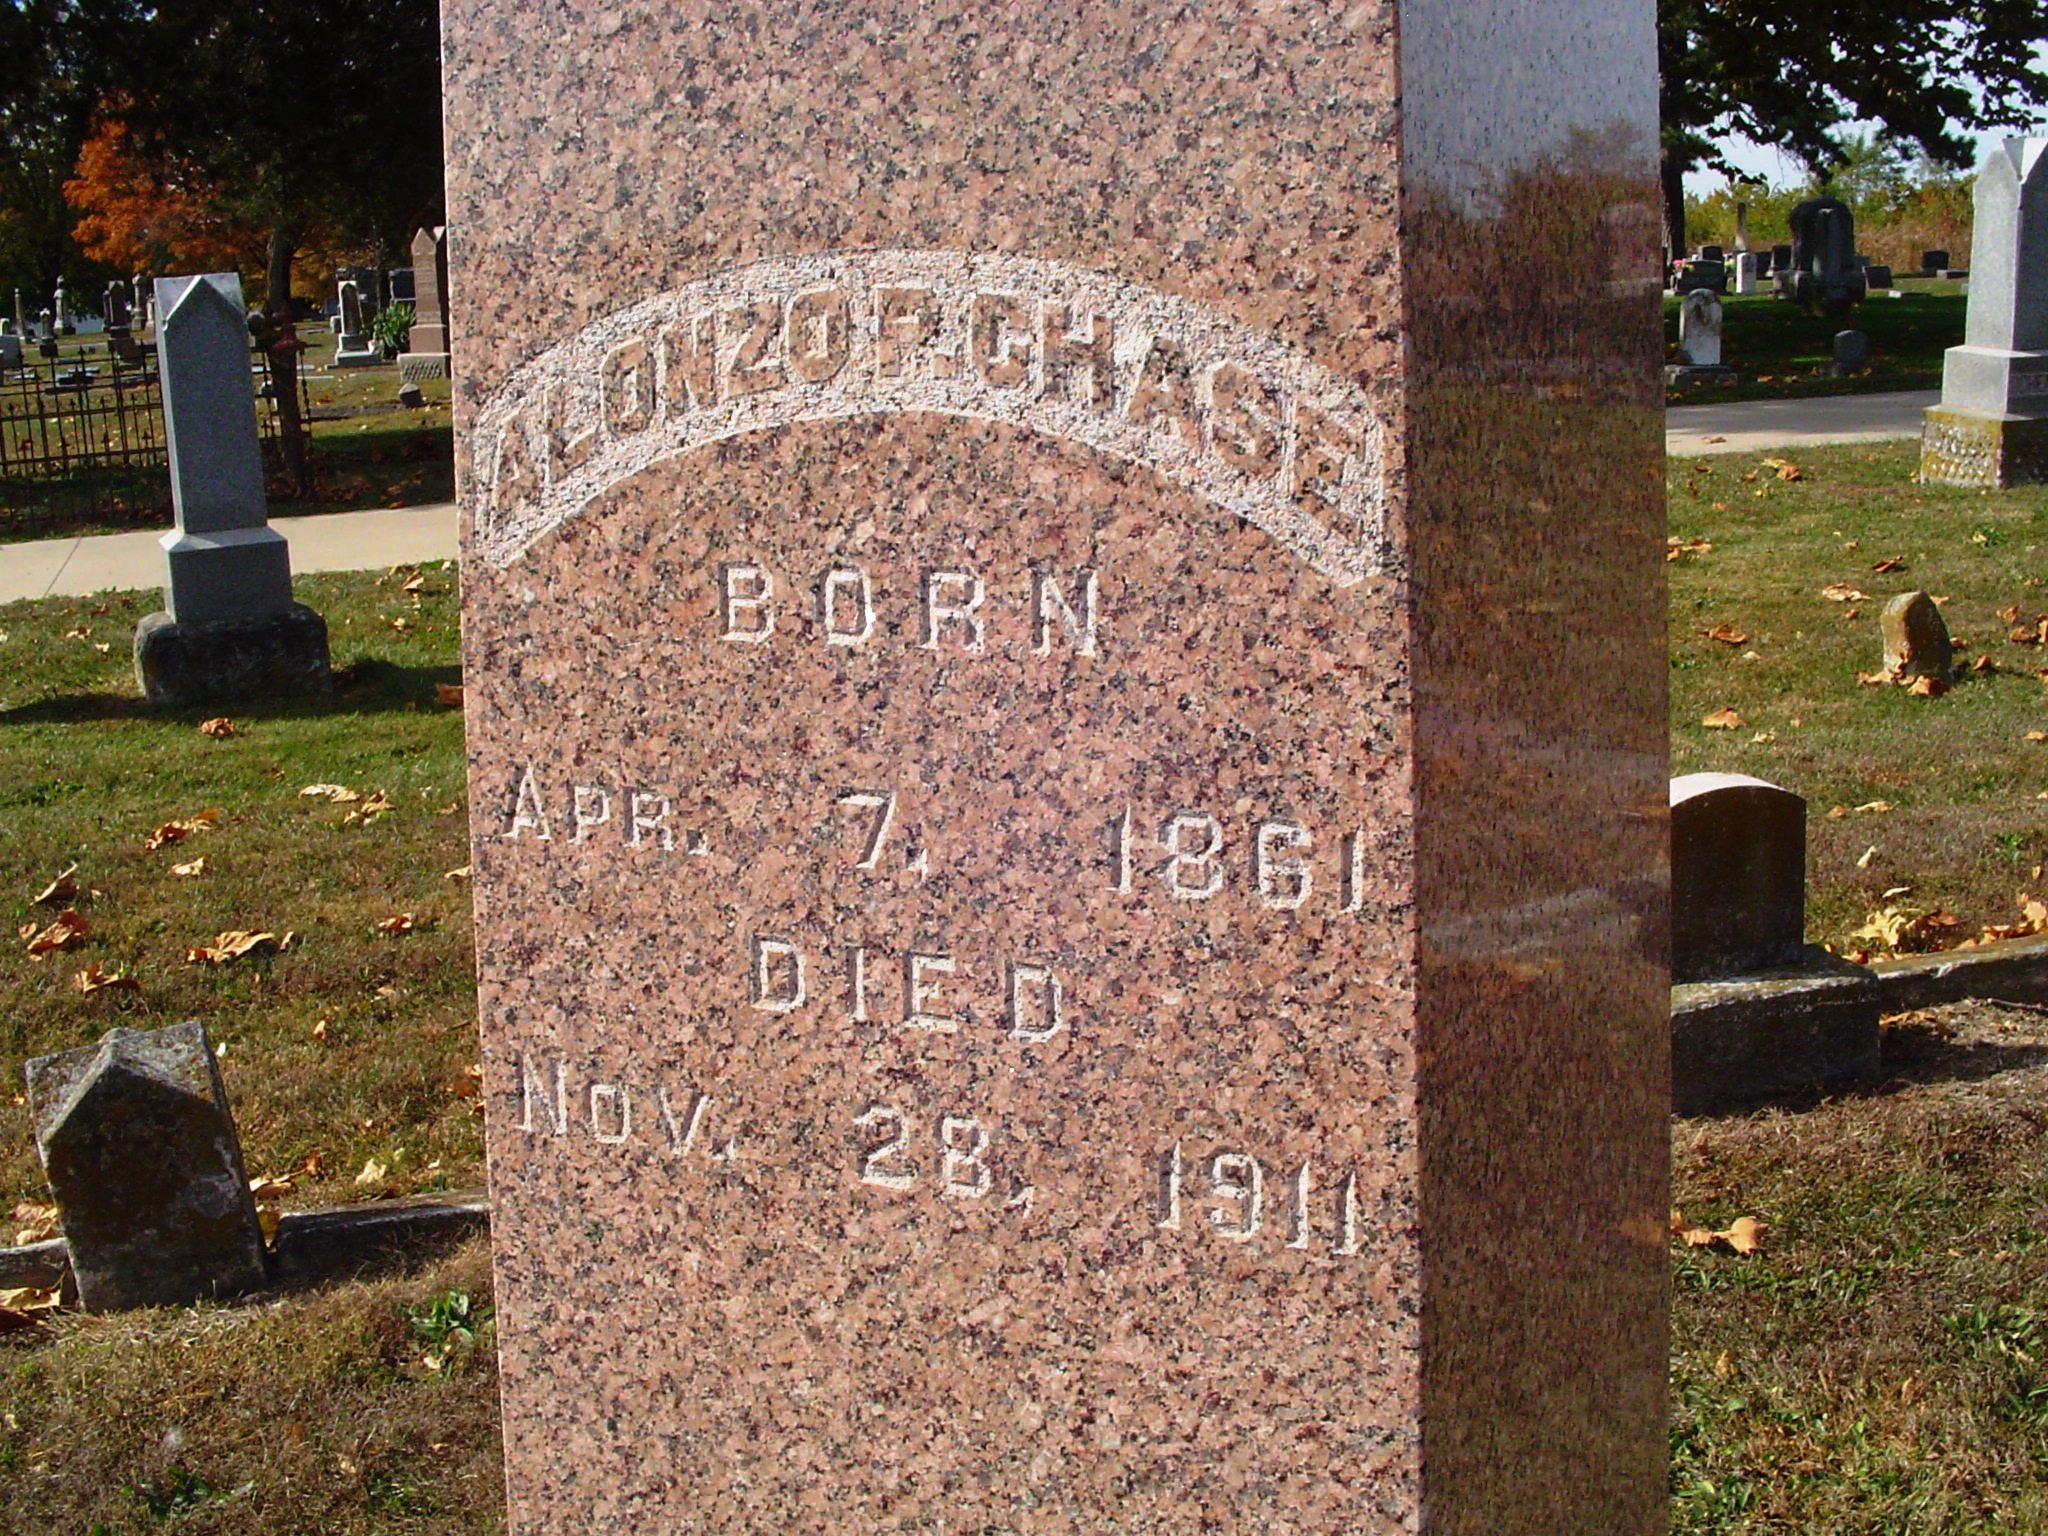 ALONZO P. CHASE
BORN
APR. 7, 1861
DIED
NOV. 28, 1911